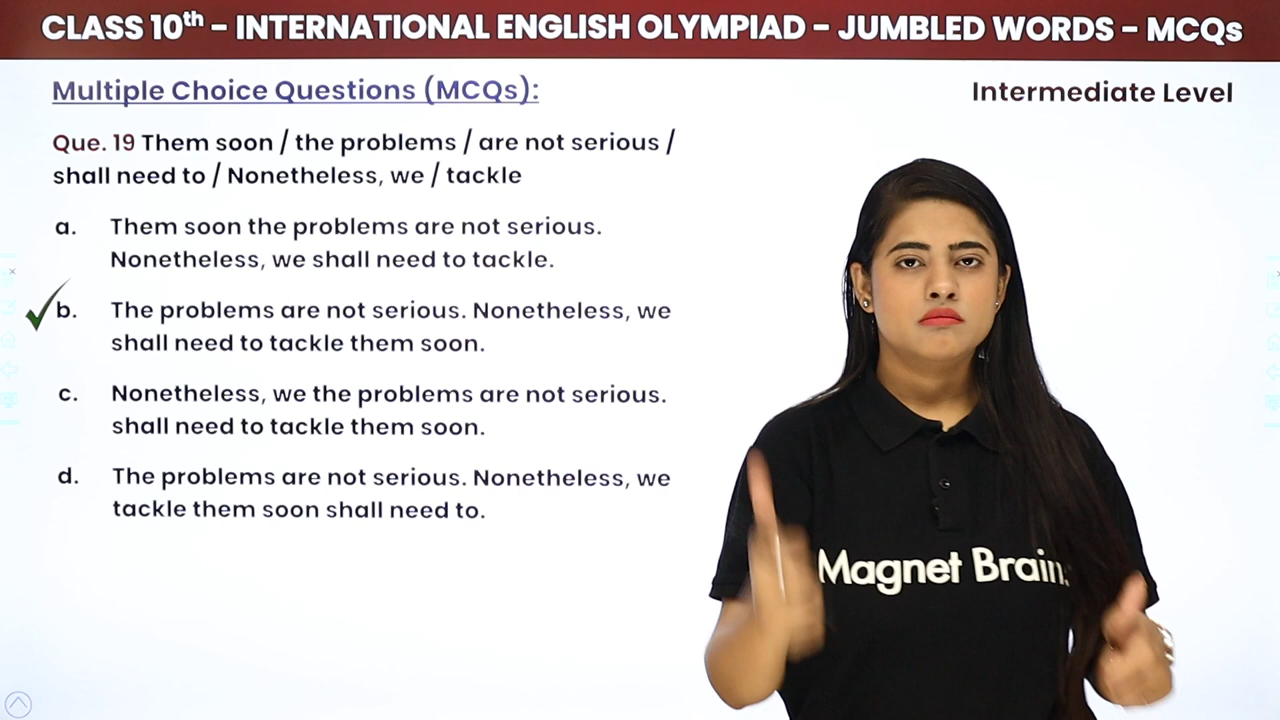 CLASS 10th – INTERNATIONAL ENGLISH OLYMPIAD – JUMBLED WORDS – MCQs
Multiple Choice Questions (MCQs):
Intermediate Level
Que. 19 Them soon / the problems / are not serious /
shall need to / Nonetheless, we / tackle
a. Them soon the problems are not serious.
Nonetheless, we shall need to tackle.
b. The problems are not serious. Nonetheless, we
shall need to tackle them soon.
c. Nonetheless, we the problems are not serious.
shall need to tackle them soon.
d. The problems are not serious. Nonetheless, we
tackle them soon shall need to.
Magnet Brain